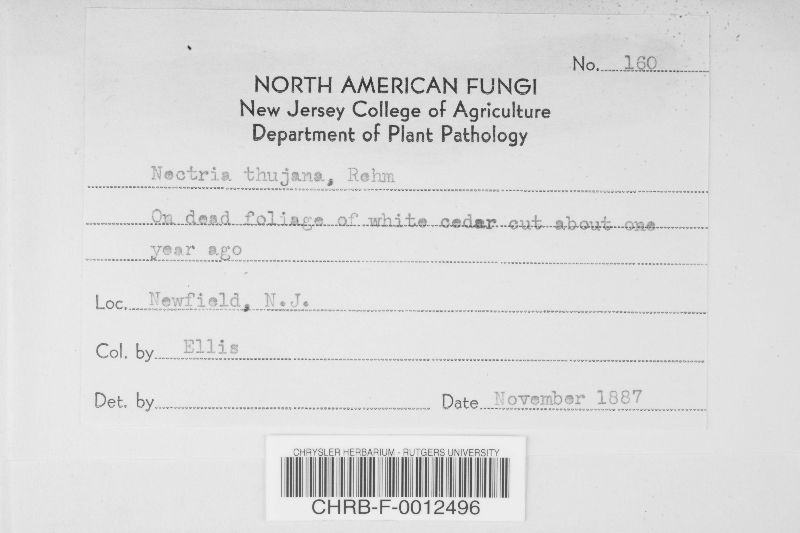 No. 160
NORTH AMERICAN FUNGI
New Jersey College of Agriculture
Department of Plant Pathology
Nectria thujana, Rehm
On dead foliage of white cedar cut about one
year ago
Loc. Newfield, N.J.
Col. by Ellis
Det. by
Date November 1887
CHRYSLER HERBARIUM - RUTGERS UNIVERSITY
CHRB-F-0012496